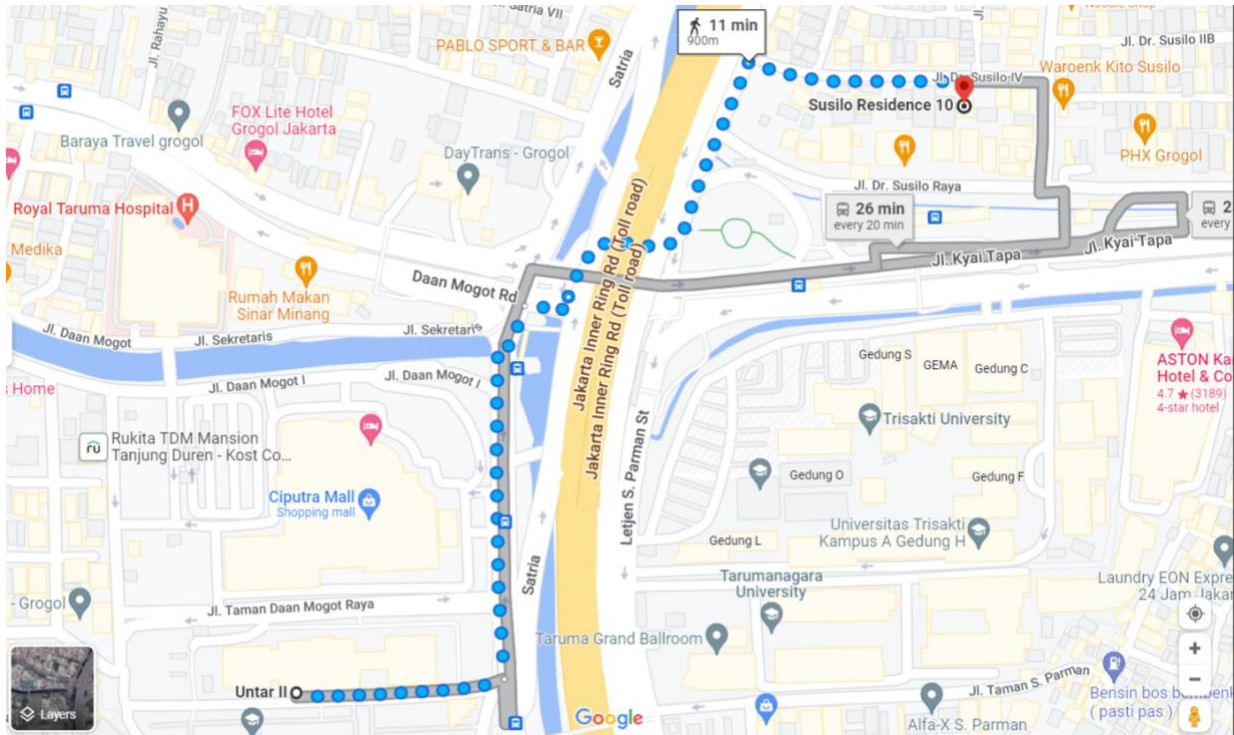 Satria VII
Noodle Shop
Jl. Rahayu
PABLO SPORT & BAR
Satria
11 min
900m
Jl. Dr. Susilo IIB
Waroenk Kito Susilo
Jl. Dr. Susilo IV
Susilo Residence 10
FOX Lite Hotel
Grogol Jakarta
Baraya Travel grogol
DayTrans - Grogol
PHX Grogol
Jl. Dr. Susilo Raya
Royal Taruma Hospital
H
26 min
every 20 min
2
every
Medika
Jakarta Inner Ring Rd (Toll road)
Jakarta Inner Ring Rd (Toll road)
Jl. Kyai Tapa
Jl. Kyai Tapa
Daan Mogot Rd
Rumah Makan
Sinar Minang
Jl. Daan Mogot
Jl. Sekretaris
Jl. Sekretaris
Jl. Daan Mogot I
Jl. Daan Mogot I
s Home
Gedung S
GEMA
Gedung C
ASTON Ka
Hotel & Co
4.7 ★ (3189)
4-star hotel
Trisakti University
Letjen S. Parman St
rü
Rukita TDM Mansion
Tanjung Duren - Kost Co...
Gedung O
Gedung F
Ciputra Mall
Shopping mall
Universitas Trisakti
Kampus A Gedung H
Gedung L
Satria
Tarumanagara
University
Laundry EON Expre
24 Jam Jakar
- Grogol
Jl. Taman Daan Mogot Raya
Taruma Grand Ballroom
Untar II
Jl. Taman S. Parman
Layers
Google
Alfa-X S. Parman
Bensin bos
( pasti pas )